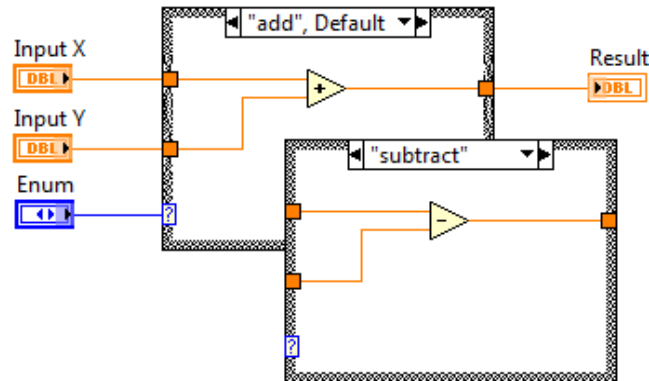 "add", Default
Input X
DBL
+
Result
DBL
Input Y
DBL
"subtract"
Enum
?
-
?